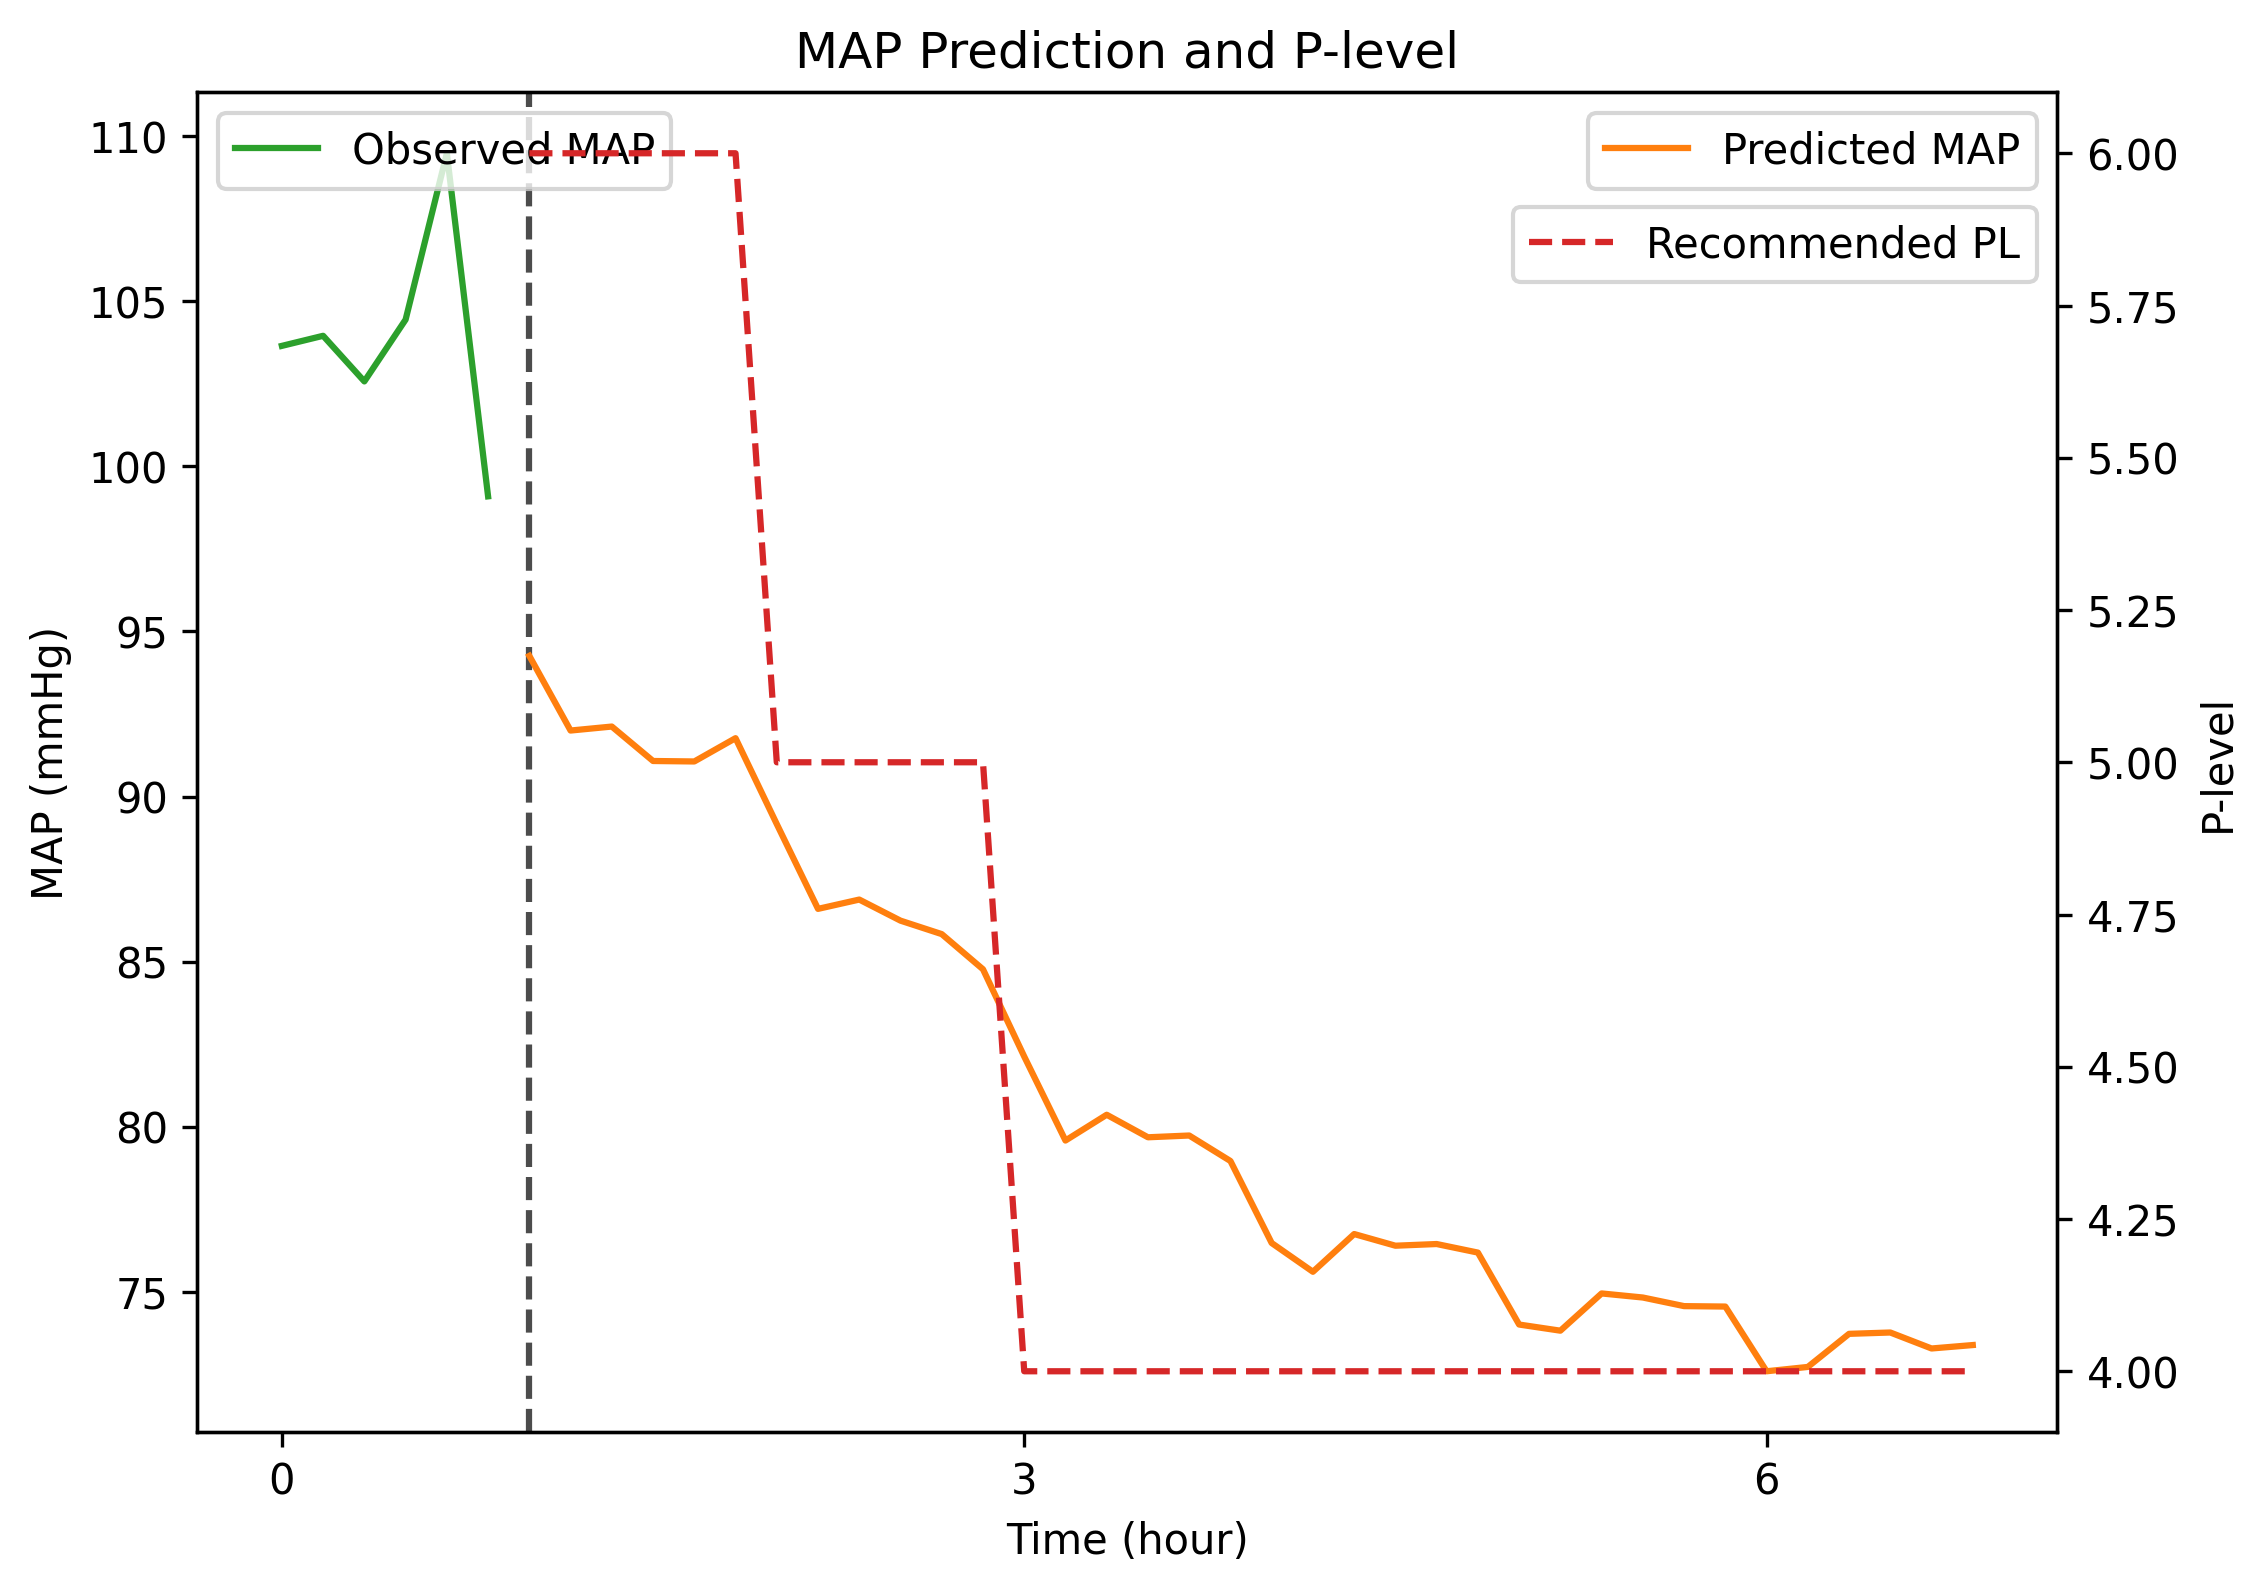 MAP Prediction and P-level
Observed MAP
Predicted MAP
Recommended PL
110
105
100
95
90
85
80
75
MAP (mmHg)
6.00
5.75
5.50
5.25
5.00
4.75
4.50
4.25
4.00
P-level
0 3 6
Time (hour)